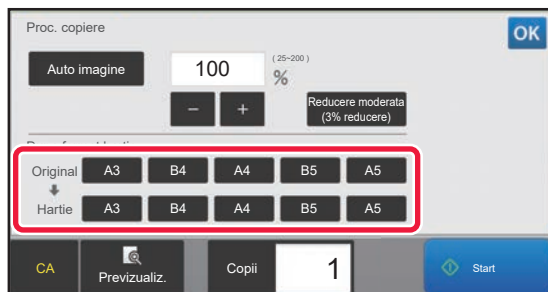 Proc. copiere
OK
Auto imagine
100
(25~200)
%
−
+
Reducere moderata
(3% reducere)
Original
A3 B4 A4 B5 A5
Hartie
A3 B4 A4 B5 A5
CA
Previzualiz.
Copii
1
Start